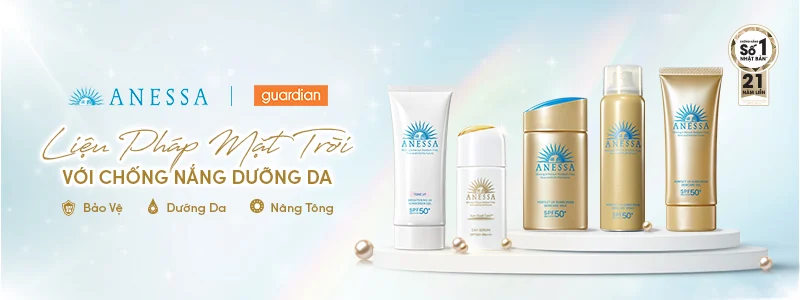 ANESSA
guardian
Liệu Pháp Mặt Trời
VỚI CHỐNG NẮNG DƯỠNG DA
Bảo Vệ
Dưỡng Da
Nâng Tông
Số 1
NHẬT BẢN
21
NĂM LIỀN
ANESSA
SPF50+
ANESSA
ANESSA
SPF50+
ANESSA
SPF50+
ANESSA
SPF50+